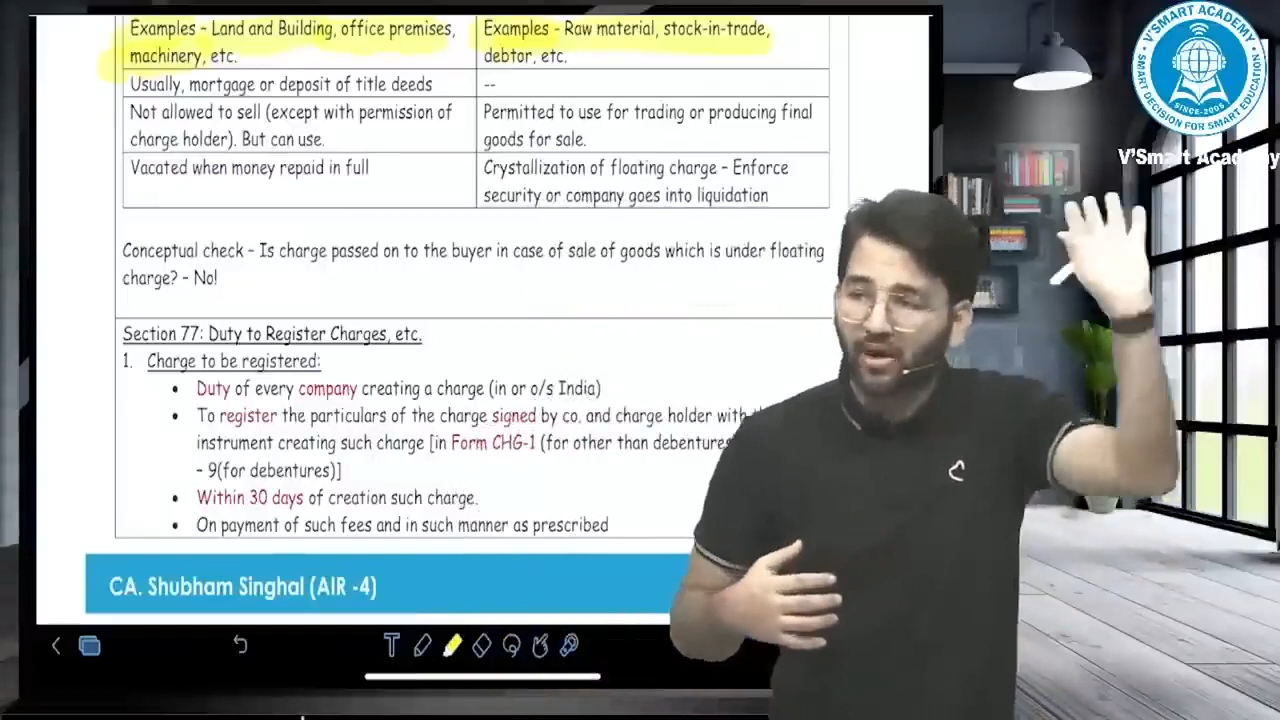 Examples – Land and Building, office premises,
machinery, etc.
Examples - Raw material, stock-in-trade,
debtor, etc.
Usually, mortgage or deposit of title deeds
--
Not allowed to sell (except with permission of
charge holder). But can use.
Permitted to use for trading or producing final
goods for sale.
Vacated when money repaid in full
Crystallization of floating charge – Enforce
security or company goes into liquidation
Conceptual check – Is charge passed on to the buyer in case of sale of goods which is under floating
charge? – No!
Section 77: Duty to Register Charges, etc.
1. Charge to be registered:
• Duty of every company creating a charge (in or o/s India)
• To register the particulars of the charge signed by co. and charge holder with
instrument creating such charge [in Form CHG-1 (for other than debentures
– 9(for debentures)]
• Within 30 days of creation such charge.
• On payment of such fees and in such manner as prescribed
CA. Shubham Singhal (AIR -4)
T
V'SMART ACADEMY
SINCE-2005
SMART DECISION FOR SMART EDUCATION
V'Smart Academy